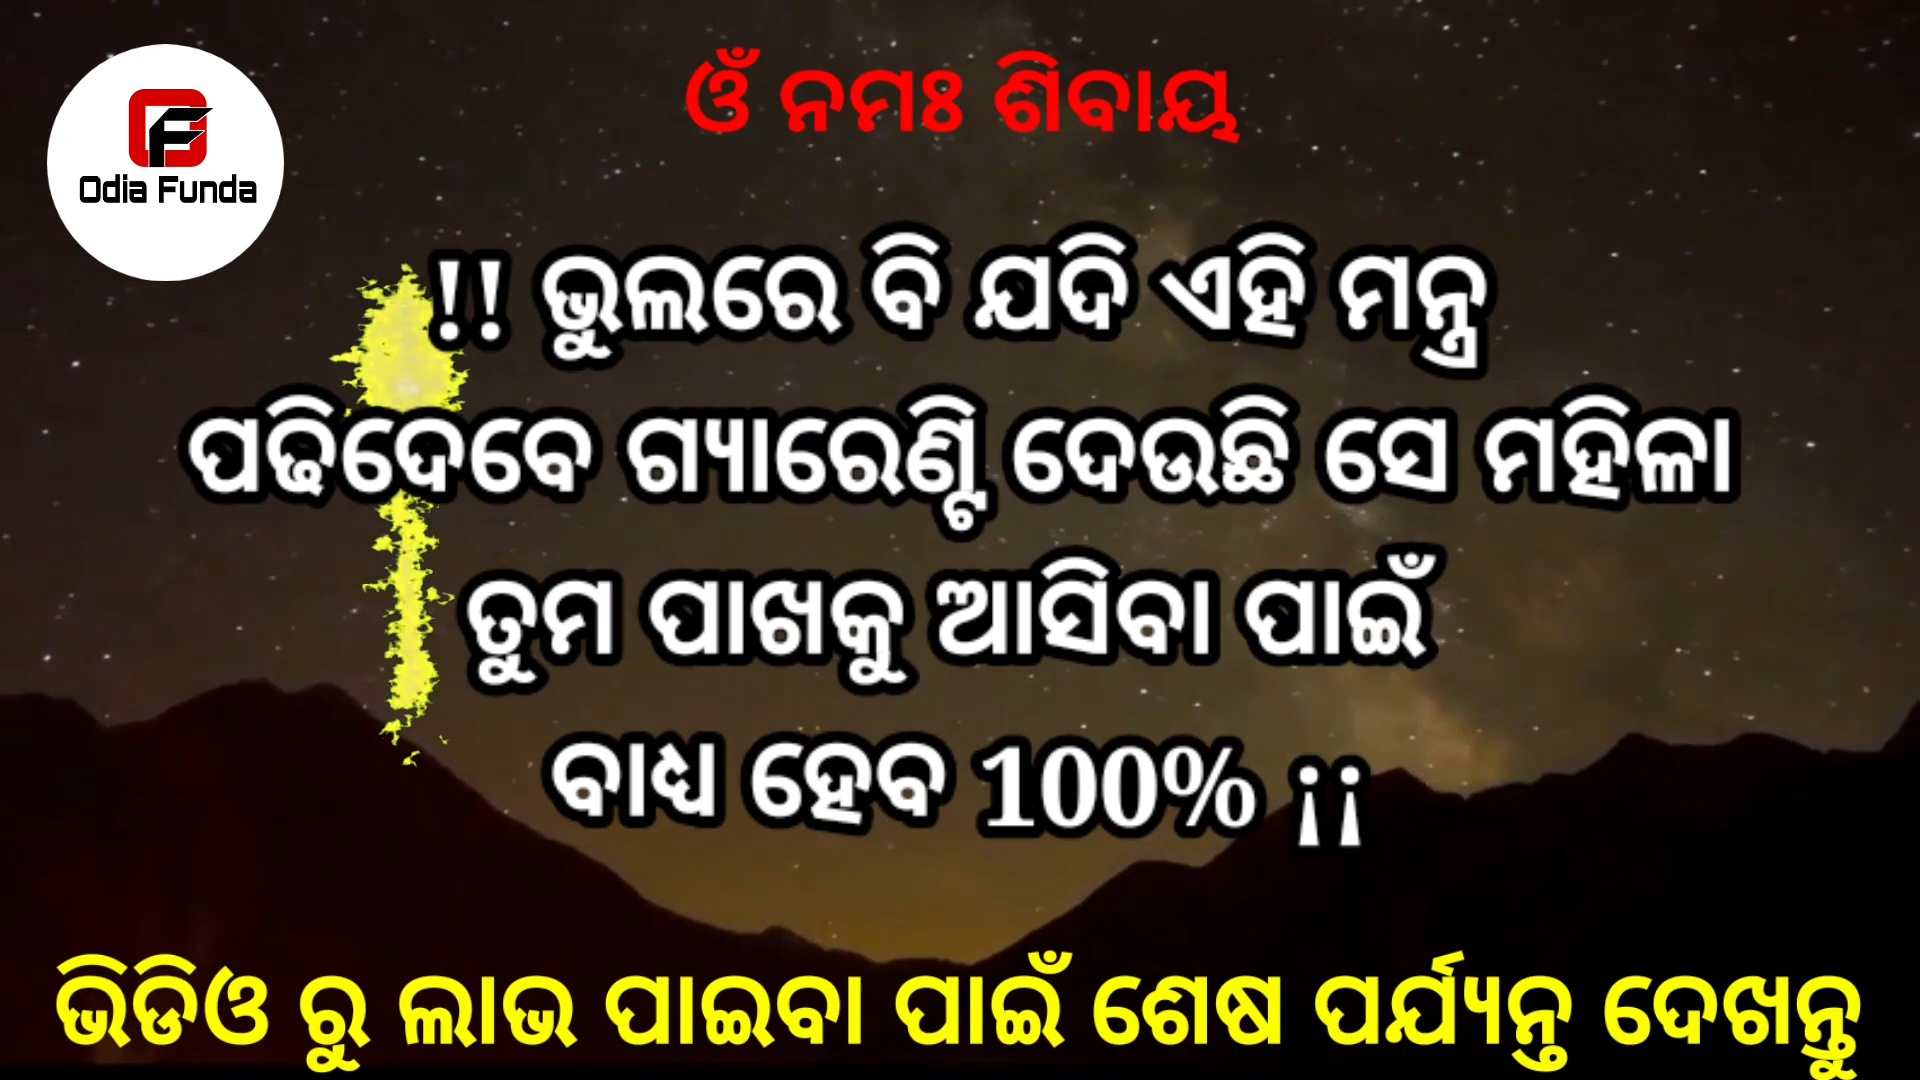 ଓଁ ନମଃ ଶିବାୟ
Odia Funda
!! ଭୁଲରେ ବି ଯଦି ଏହି ମନ୍ତ୍ର
ପଢିଦେବେ ଗ୍ୟାରେଣ୍ଟି ଦେଉଛି ସେ ମହିଳା
ତୁମ ପାଖକୁ ଆସିବା ପାଇଁ
ବାଧ୍ୟ ହେବ 100% ¡¡
ଭିଡିଓ ରୁ ଲାଭ ପାଇବା ପାଇଁ ଶେଷ ପର୍ଯ୍ୟନ୍ତ ଦେଖନ୍ତୁ